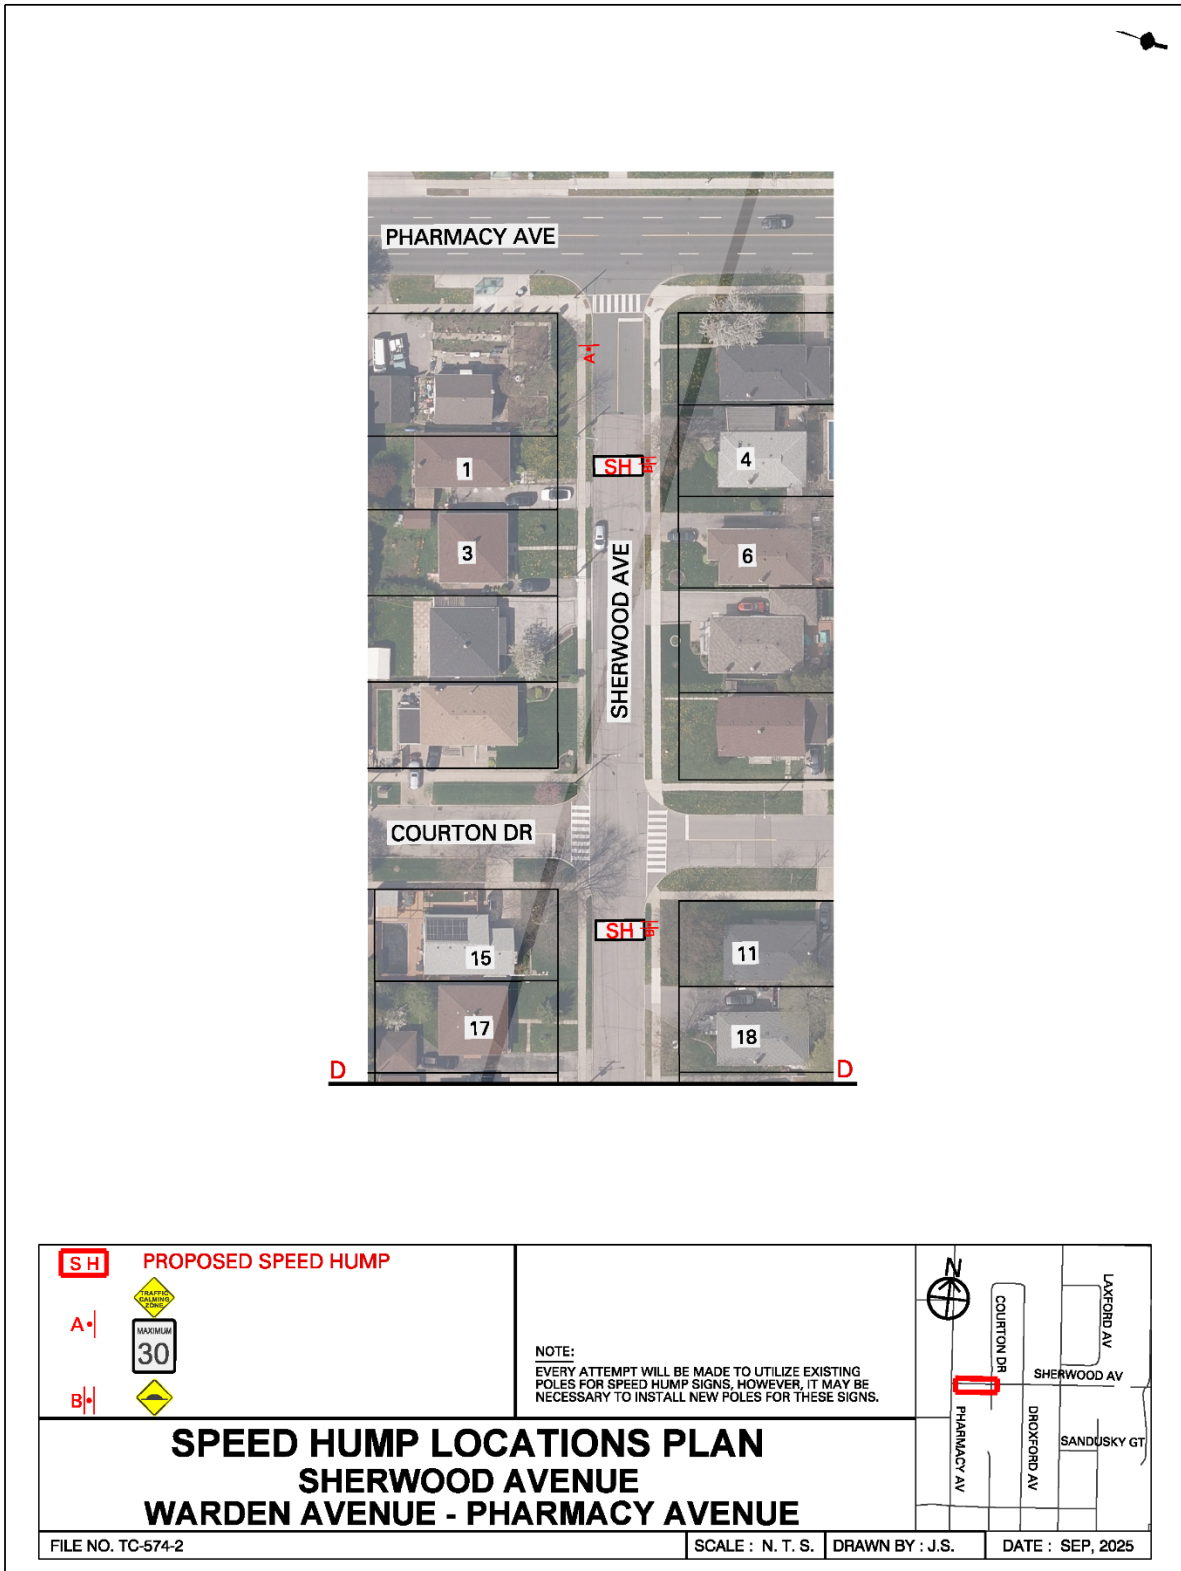 PHARMACY AVE
A
1
SH
B
4
3
6
SHERWOOD AVE
COURTON DR
SH
B
15
11
17
18
D
D
S H
PROPOSED SPEED HUMP
TRAFFIC
CALMING
ZONE
A
MAXIMUM
30
B
NOTE:
EVERY ATTEMPT WILL BE MADE TO UTILIZE EXISTING
POLES FOR SPEED HUMP SIGNS, HOWEVER, IT MAY BE
NECESSARY TO INSTALL NEW POLES FOR THESE SIGNS.
N
COURTON DR
LAXFORD AV
SHERWOOD AV
PHARMACY AV
DROXFORD AV
SANDUSKY GT
SPEED HUMP LOCATIONS PLAN
SHERWOOD AVENUE
WARDEN AVENUE - PHARMACY AVENUE
FILE NO. TC-574-2
SCALE : N. T. S.
DRAWN BY : J.S.
DATE : SEP, 2025